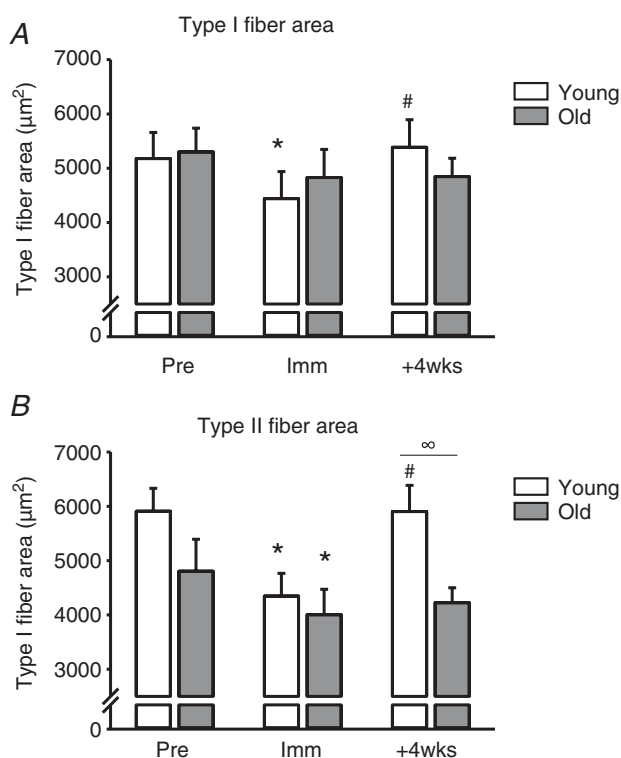 A
Type I fiber area
Type I fiber area (μm²)
7000
6000
5000
4000
3000
0
*
#
Young
Old
Pre Imm +4wks
B
Type II fiber area
Type I fiber area (μm²)
7000
6000
5000
4000
3000
0
* *
∞
#
Young
Old
Pre Imm +4wks